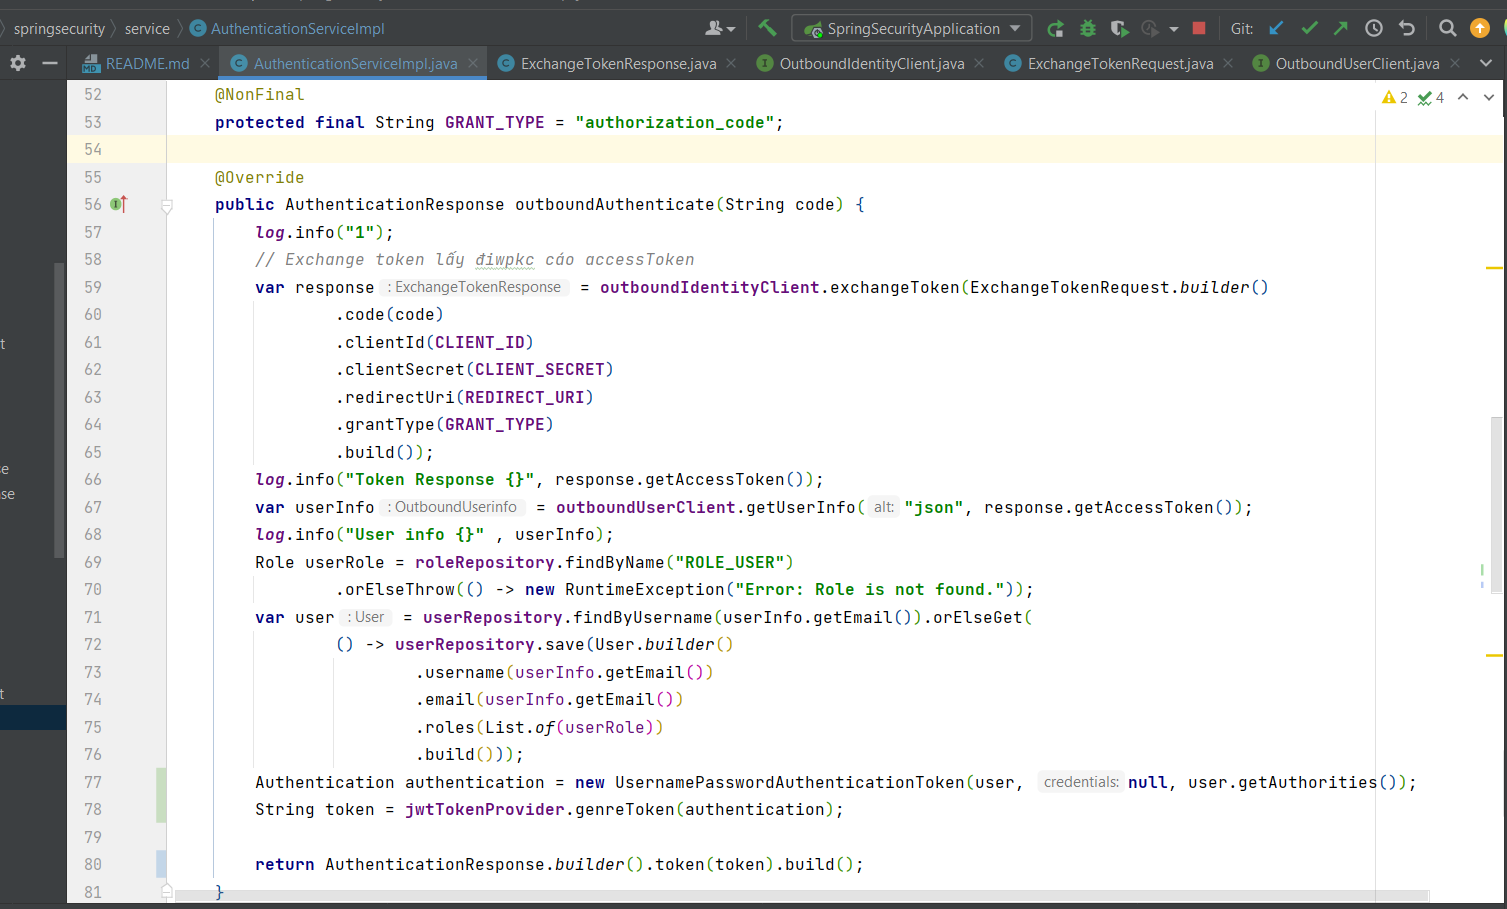 springsecurity service AuthenticationServiceImpl SpringSecurityApplication Git:
README.md AuthenticationServiceImpl.java ExchangeTokenResponse.java OutboundIdentityClient.java ExchangeTokenRequest.java OutboundUserClient.java
2 4
52 @NonFinal
53 protected final String GRANT_TYPE = "authorization_code";
54
55 @Override
56 public AuthenticationResponse outboundAuthenticate(String code) {
57 log.info("1");
58 // Exchange token lấy điwpkc cáo accessToken
59 var response : ExchangeTokenResponse = outboundIdentityClient.exchangeToken(ExchangeTokenRequest.builder()
60 .code(code)
61 .clientId(CLIENT_ID)
62 .clientSecret(CLIENT_SECRET)
63 .redirectUri(REDIRECT_URI)
64 .grantType(GRANT_TYPE)
65 .build());
66 log.info("Token Response {}", response.getAccessToken());
67 var userInfo : OutboundUserinfo = outboundUserClient.getUserInfo( alt: "json", response.getAccessToken());
68 log.info("User info {}" , userInfo);
69 Role userRole = roleRepository.findByName("ROLE_USER")
70 .orElseThrow(() -> new RuntimeException("Error: Role is not found."));
71 var user : User = userRepository.findByUsername(userInfo.getEmail()).orElseGet(
72 () -> userRepository.save(User.builder()
73 .username(userInfo.getEmail())
74 .email(userInfo.getEmail())
75 .roles(List.of(userRole))
76 .build()));
77 Authentication authentication = new UsernamePasswordAuthenticationToken(user, credentials: null, user.getAuthorities());
78 String token = jwtTokenProvider.genreToken(authentication);
79
80 return AuthenticationResponse.builder().token(token).build();
81 }